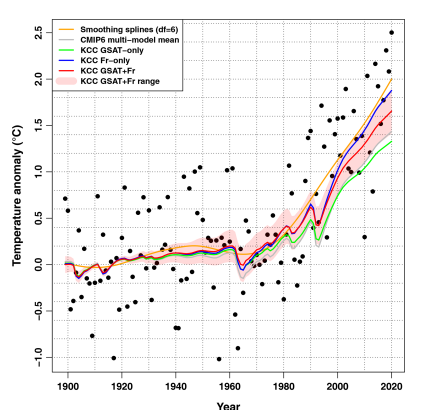 Smoothing splines (df=6)
CMIP6 multi−model mean
KCC GSAT−only
KCC Fr−only
KCC GSAT+Fr
KCC GSAT+Fr range
Temperature anomaly (°C)
2.5
2.0
1.5
1.0
0.5
0.0
−0.5
−1.0
1900 1920 1940 1960 1980 2000 2020
Year